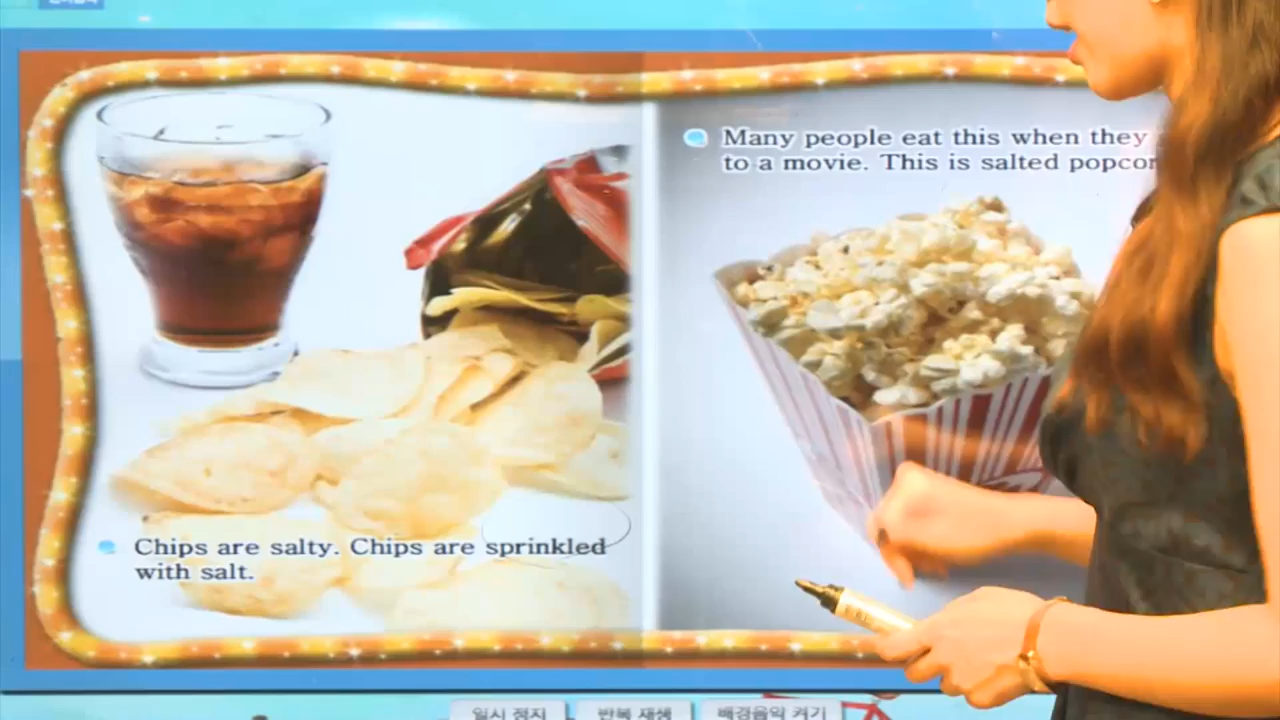 Chips are salty. Chips are sprinkled
with salt.
Many people eat this when they
to a movie. This is salted
일시 정지
반복 재생
배경음악 켜기